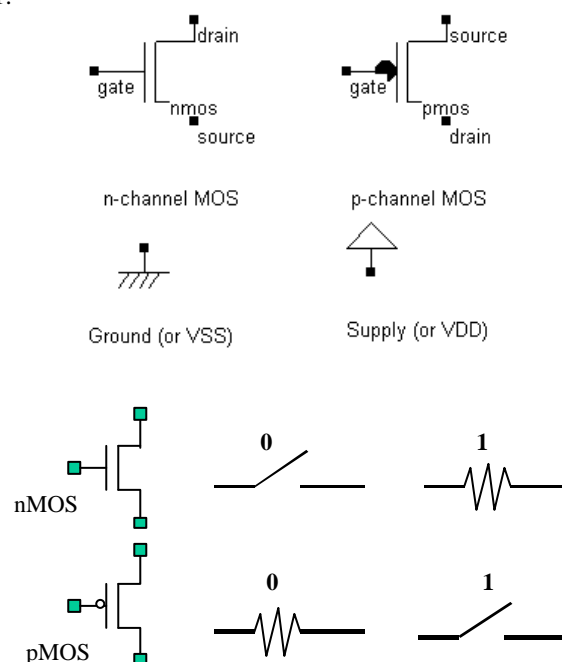 drain
source
gate
gate
nmos
pmos
source
drain
n-channel MOS
p-channel MOS
Ground (or VSS)
Supply (or VDD)
0
1
nMOS
0
1
pMOS